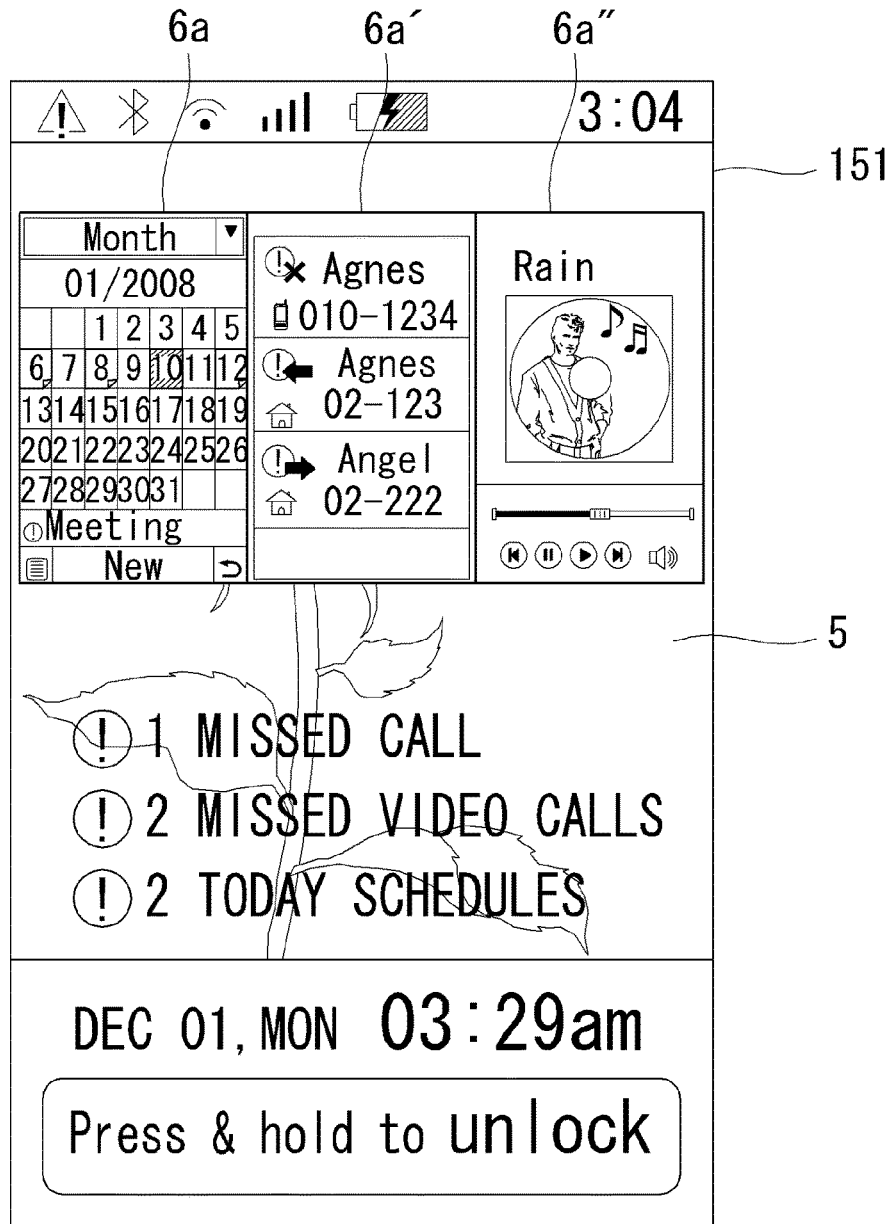 6a 6a´ 6a˝
3:04
151
Month
01/2008
1 2 3 4 5
6 7 8 9 10 11 12
13 14 15 16 17 18 19
20 21 22 23 24 25 26
27 28 29 30 31
Meeting
New
Agnes
010-1234
Agnes
02-123
Angel
02-222
Rain
5
1 MISSED CALL
2 MISSED VIDEO CALLS
2 TODAY SCHEDULES
DEC 01, MON 03:29am
Press & hold to unlock